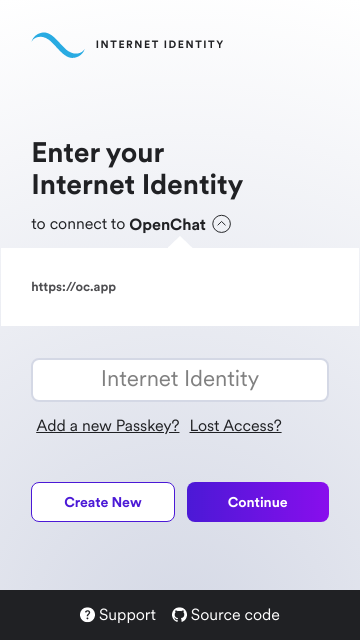 INTERNET IDENTITY
Enter your
Internet Identity
to connect to OpenChat
https://oc.app
Internet Identity
Add a new Passkey? Lost Access?
Create New Continue
Support Source code